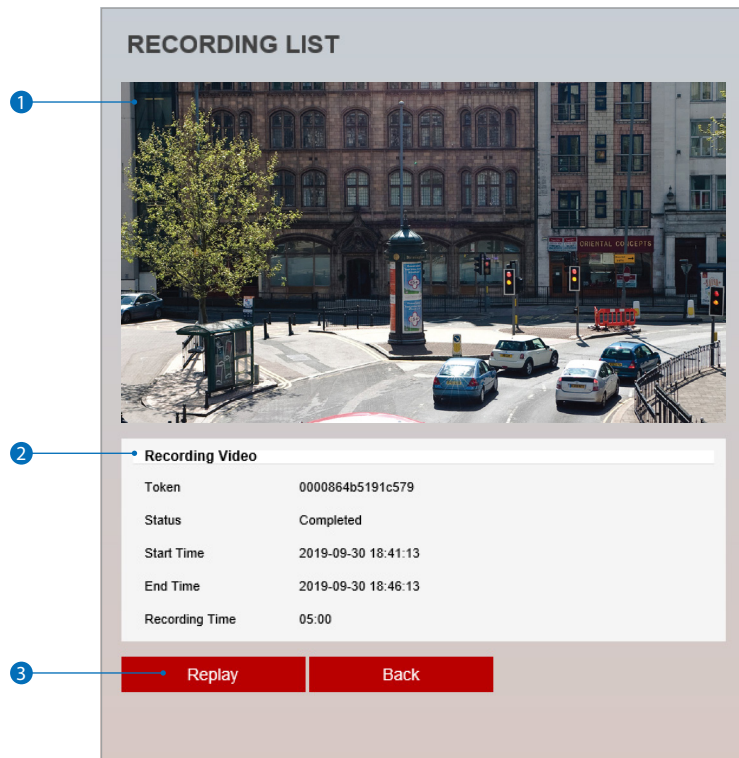 RECORDING LIST
1
ORIENTAL CONCEPTS
2
Recording Video
Token 0000864b5191c579
Status Completed
Start Time 2019-09-30 18:41:13
End Time 2019-09-30 18:46:13
Recording Time 05:00
3
Replay Back